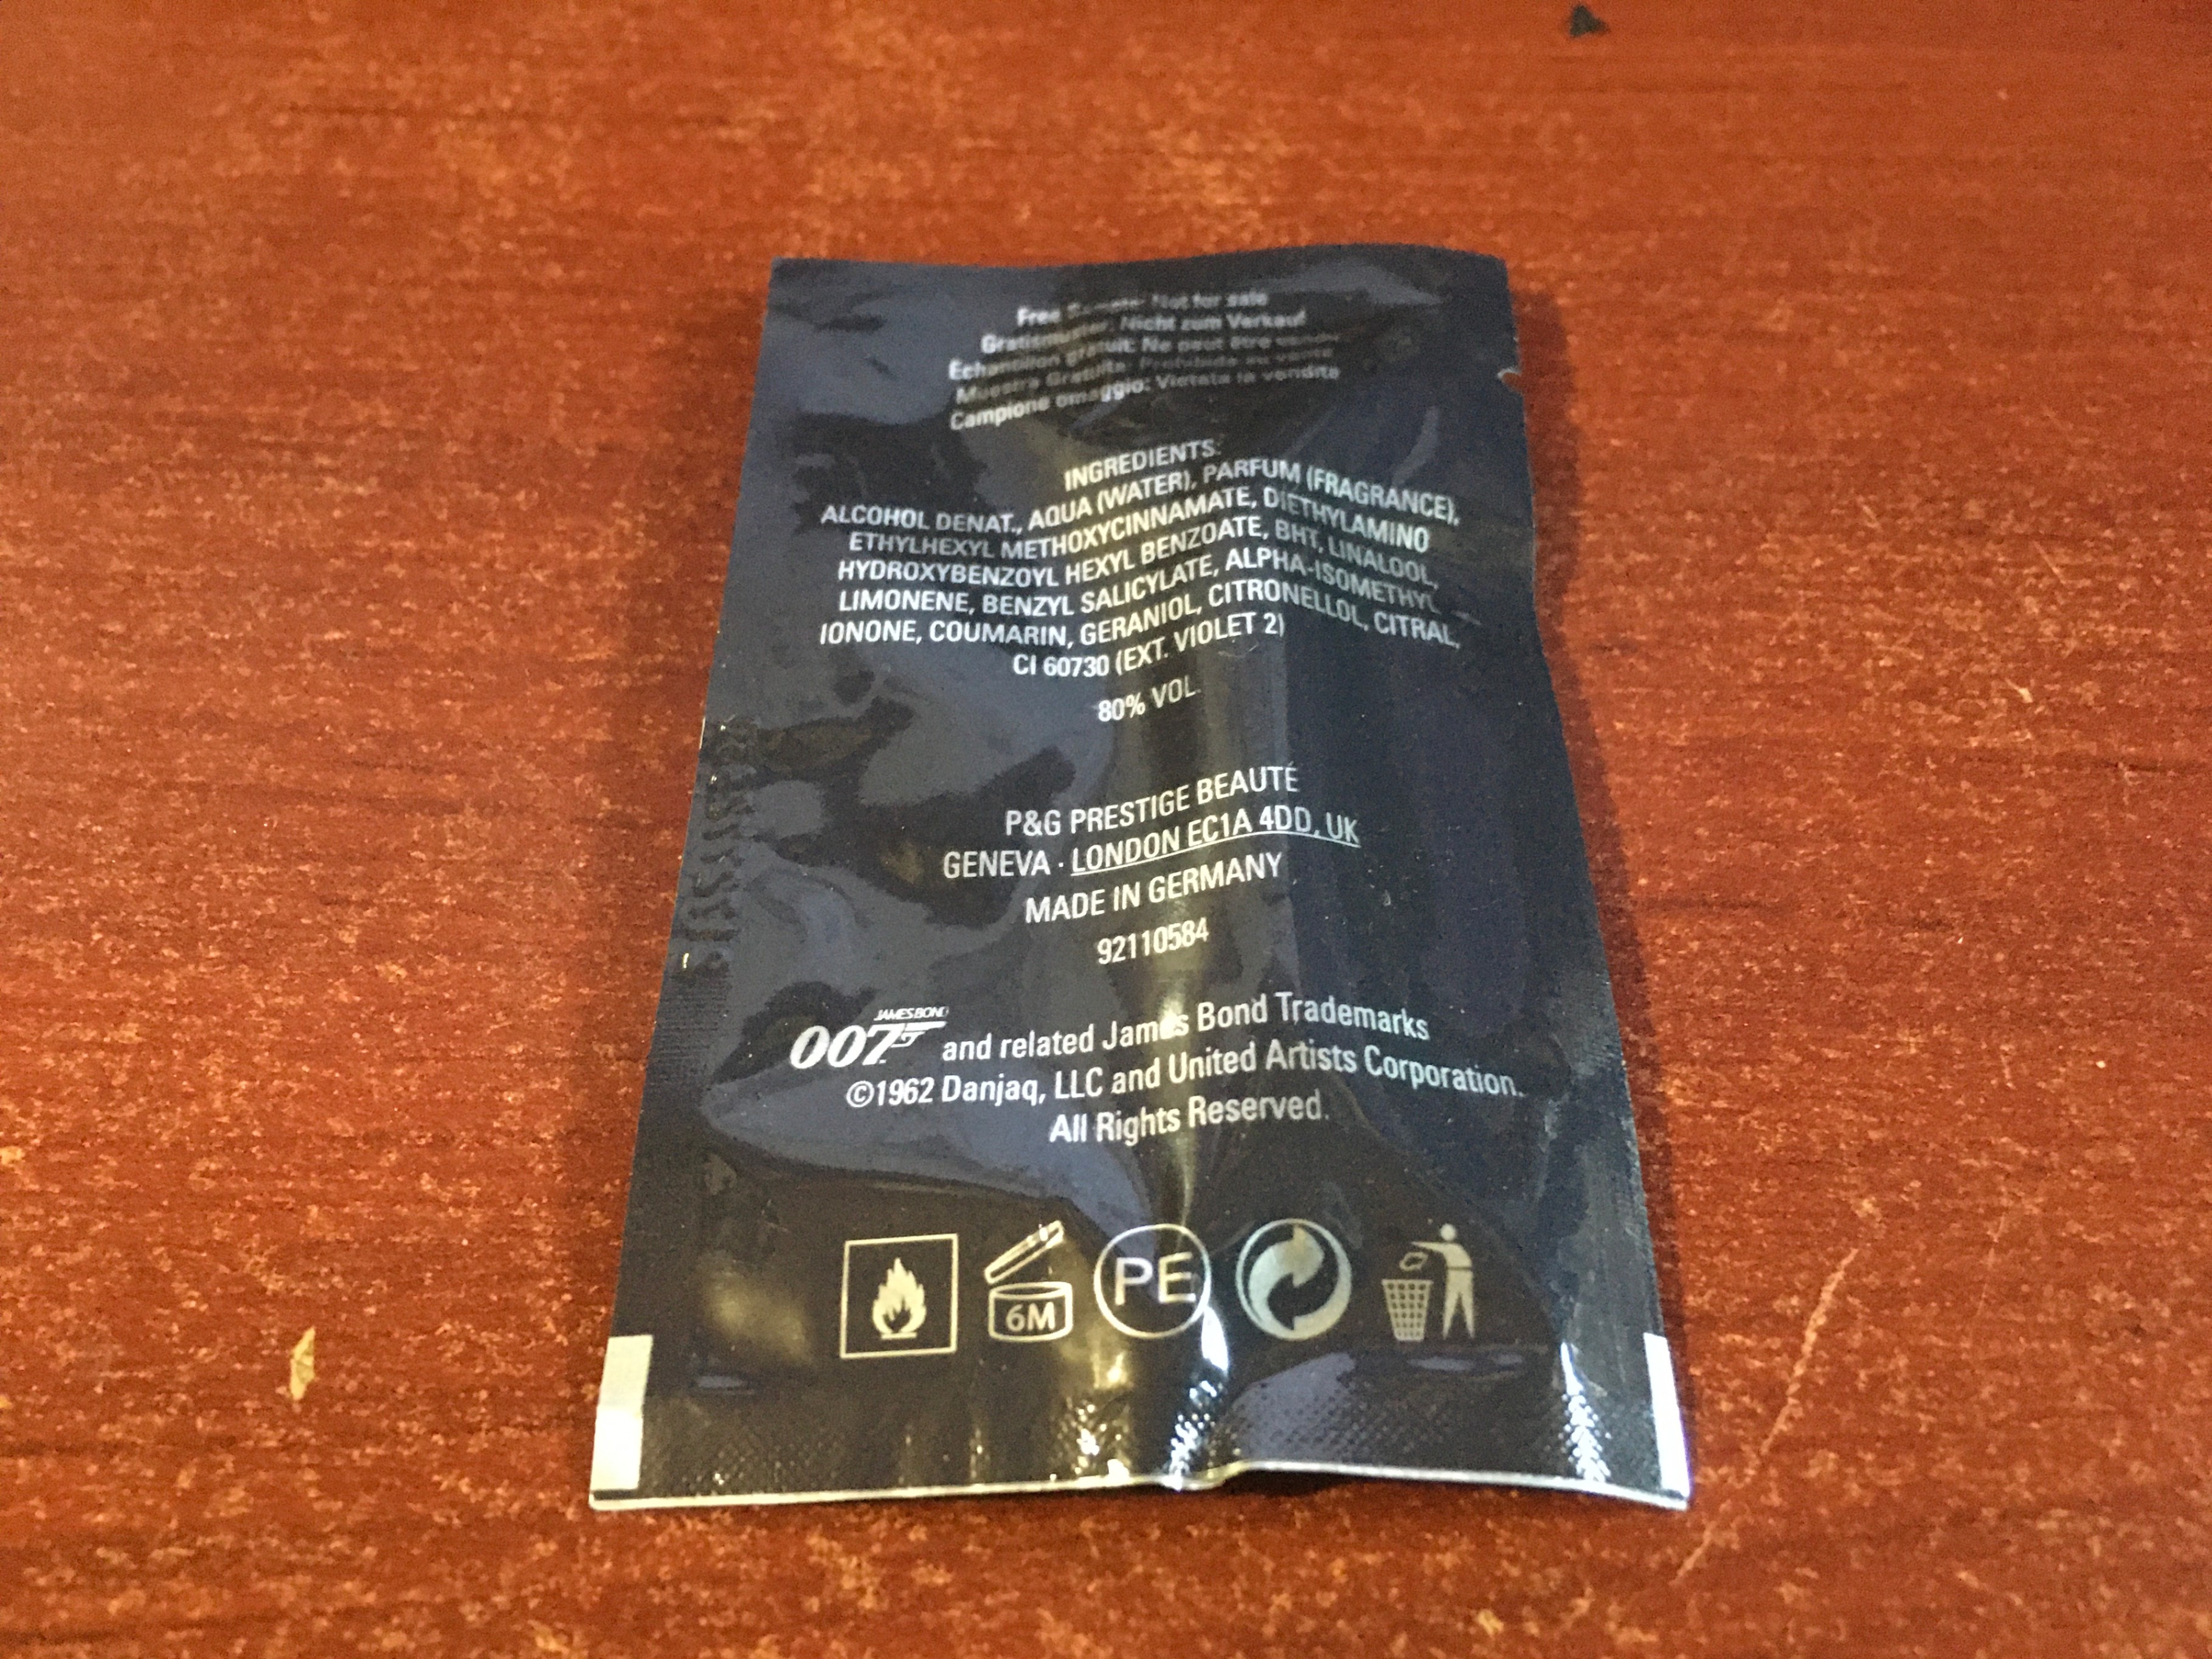 Free Sample: Not for sale
Gratismuster: Nicht zum Verkauf
Échantillon gratuit: Ne peut être
Muestra Gratuita: Prohibida su venta
Campione omaggio: Vietata la vendita
INGREDIENTS:
ALCOHOL DENAT., AQUA (WATER), PARFUM (FRAGRANCE),
ETHYLHEXYL METHOXYCINNAMATE, DIETHYLAMINO
HYDROXYBENZOYL HEXYL BENZOATE, BHT, LINALOOL,
LIMONENE, BENZYL SALICYLATE, ALPHA-ISOMETHYL
IONONE, COUMARIN, GERANIOL, CITRONELLOL, CITRAL,
CI 60730 (EXT. VIOLET 2)
80% VOL.
P&G PRESTIGE BEAUTÉ
GENEVA · LONDON EC1A 4DD, UK
MADE IN GERMANY
92110584
JAMES BOND
007 and related James Bond Trademarks
©1962 Danjaq, LLC and United Artists Corporation.
All Rights Reserved.
6M
PE